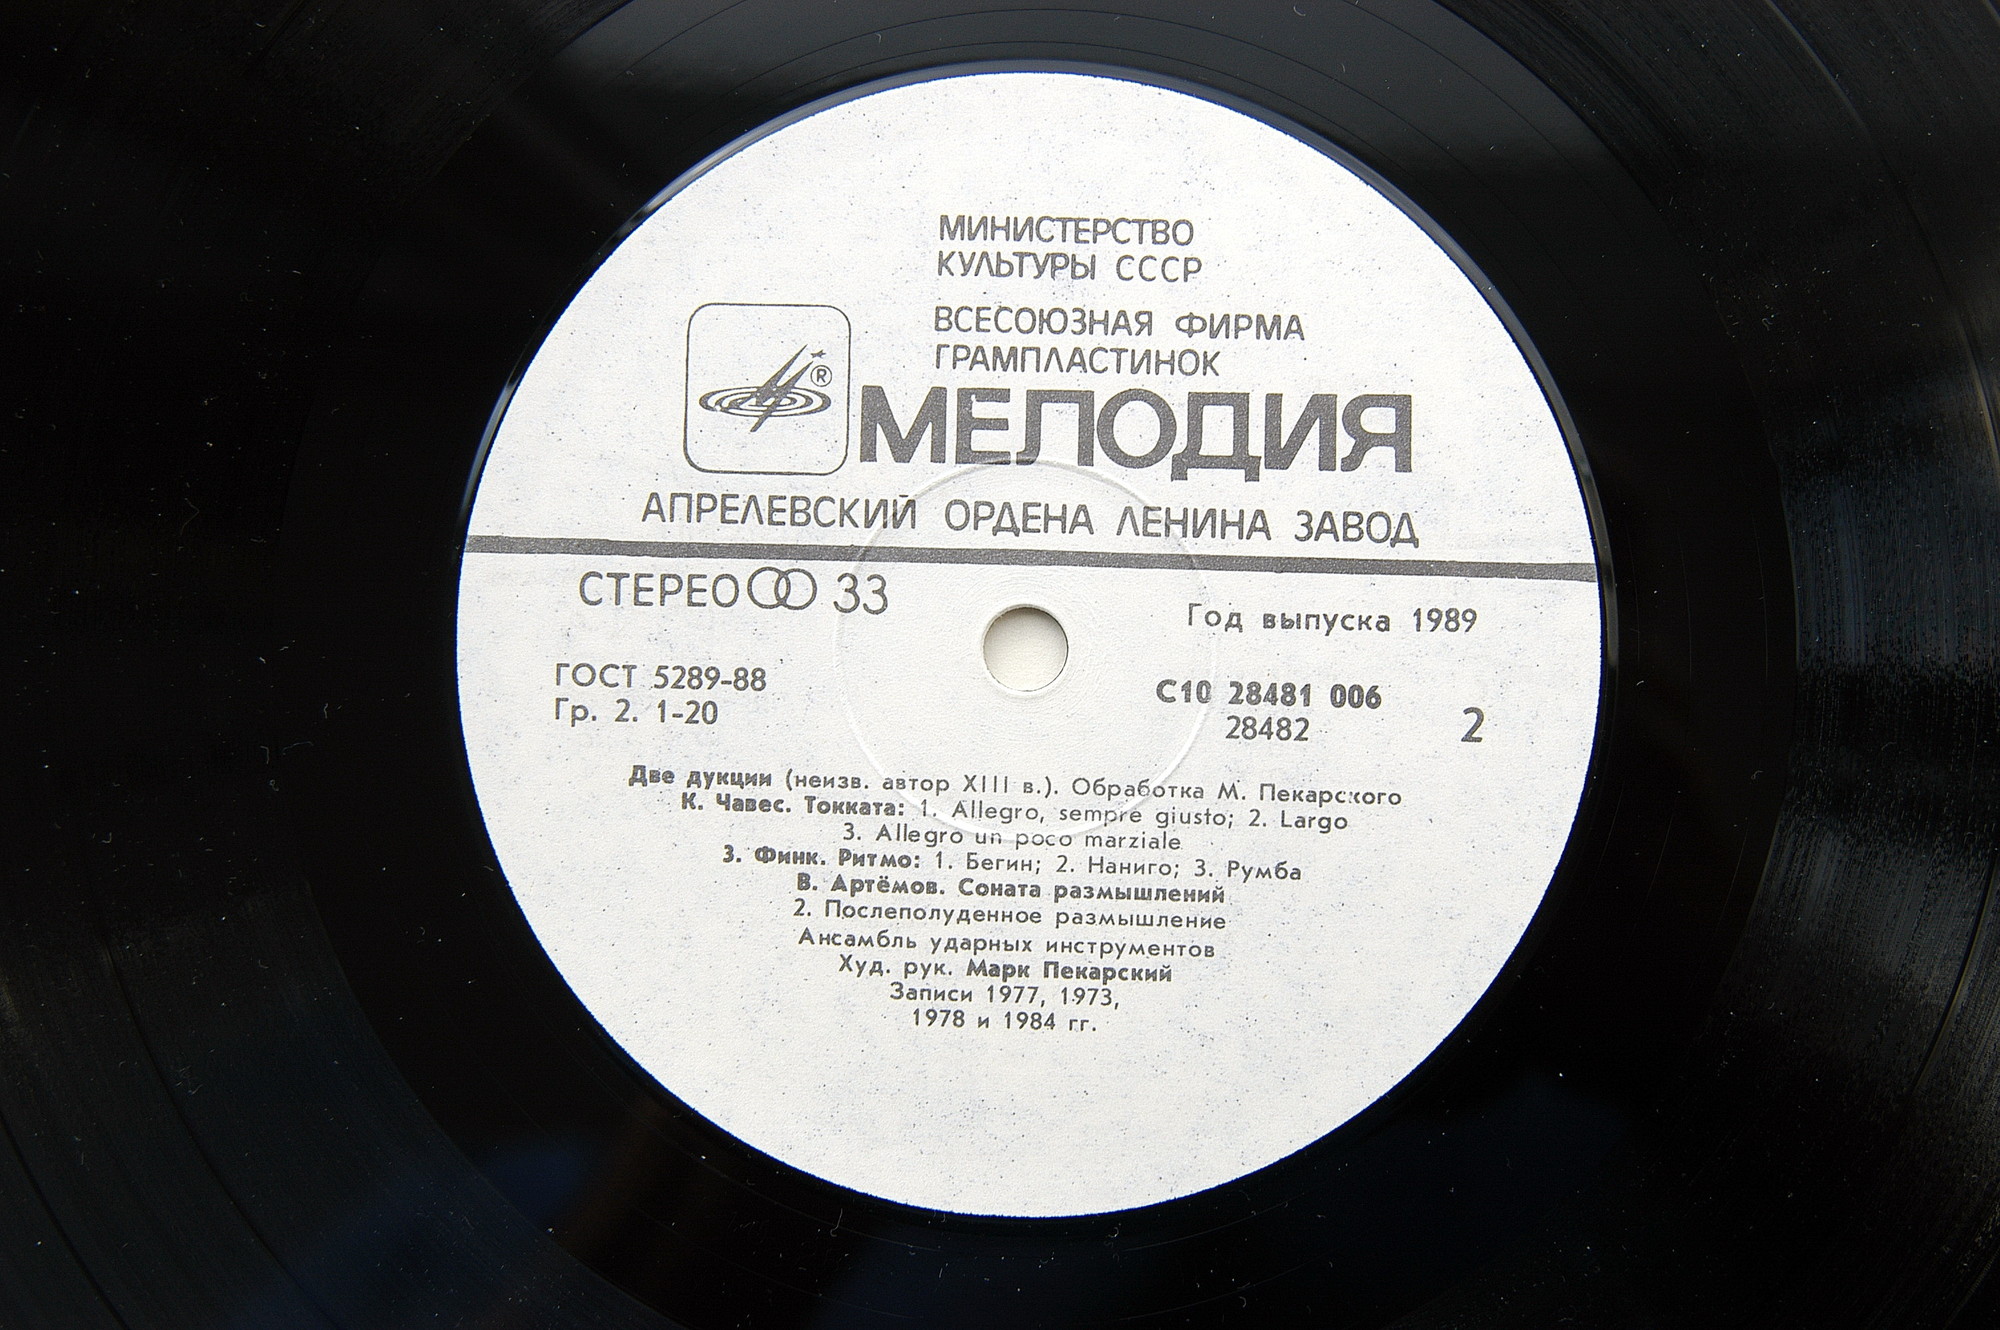 МИНИСТЕРСТВО
КУЛЬТУРЫ СССР
ВСЕСОЮЗНАЯ ФИРМА
ГРАМПЛАСТИНОК
®
МЕЛОДИЯ
АПРЕЛЕВСКИЙ ОРДЕНА ЛЕНИНА ЗАВОД
СТЕРЕО 33
Год выпуска 1989
ГОСТ 5289-88
Гр. 2. 1-20
С10 28481 006
28482
2
Две дукции (неизв. автор XIII в.). Обработка М. Пекарского
К. Чавес. Токката: 1. Allegro, sempre giusto; 2. Largo
3. Allegro un poco marziale
З. Финк. Ритмо: 1. Бегин; 2. Наниго; 3. Румба
В. Артёмов. Соната размышлений
2. Послеполуденное размышление
Ансамбль ударных инструментов
Худ. рук. Марк Пекарский
Записи 1977, 1973,
1978 и 1984 гг.